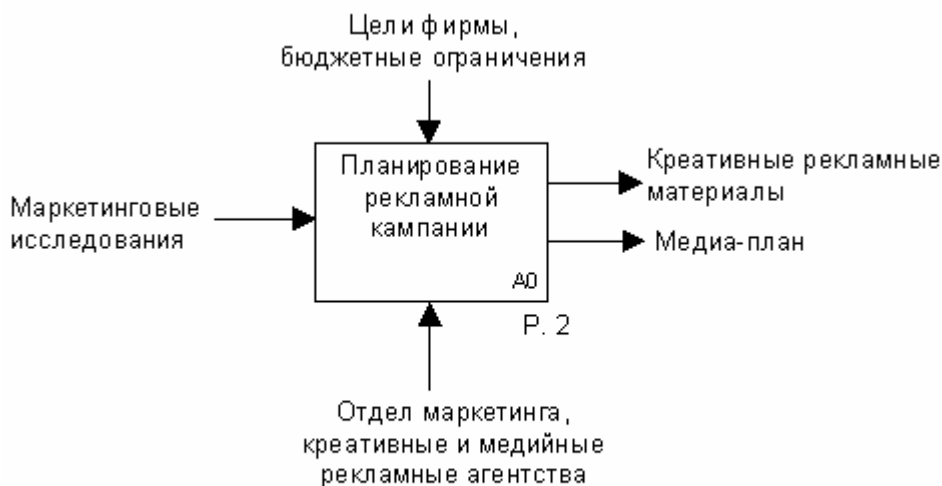 Цели фирмы,
бюджетные ограничения
Планирование
рекламной
кампании
A0
P. 2
Маркетинговые
исследования
Креативные рекламные
материалы
Медиа-план
Отдел маркетинга,
креативные и медийные
рекламные агентства